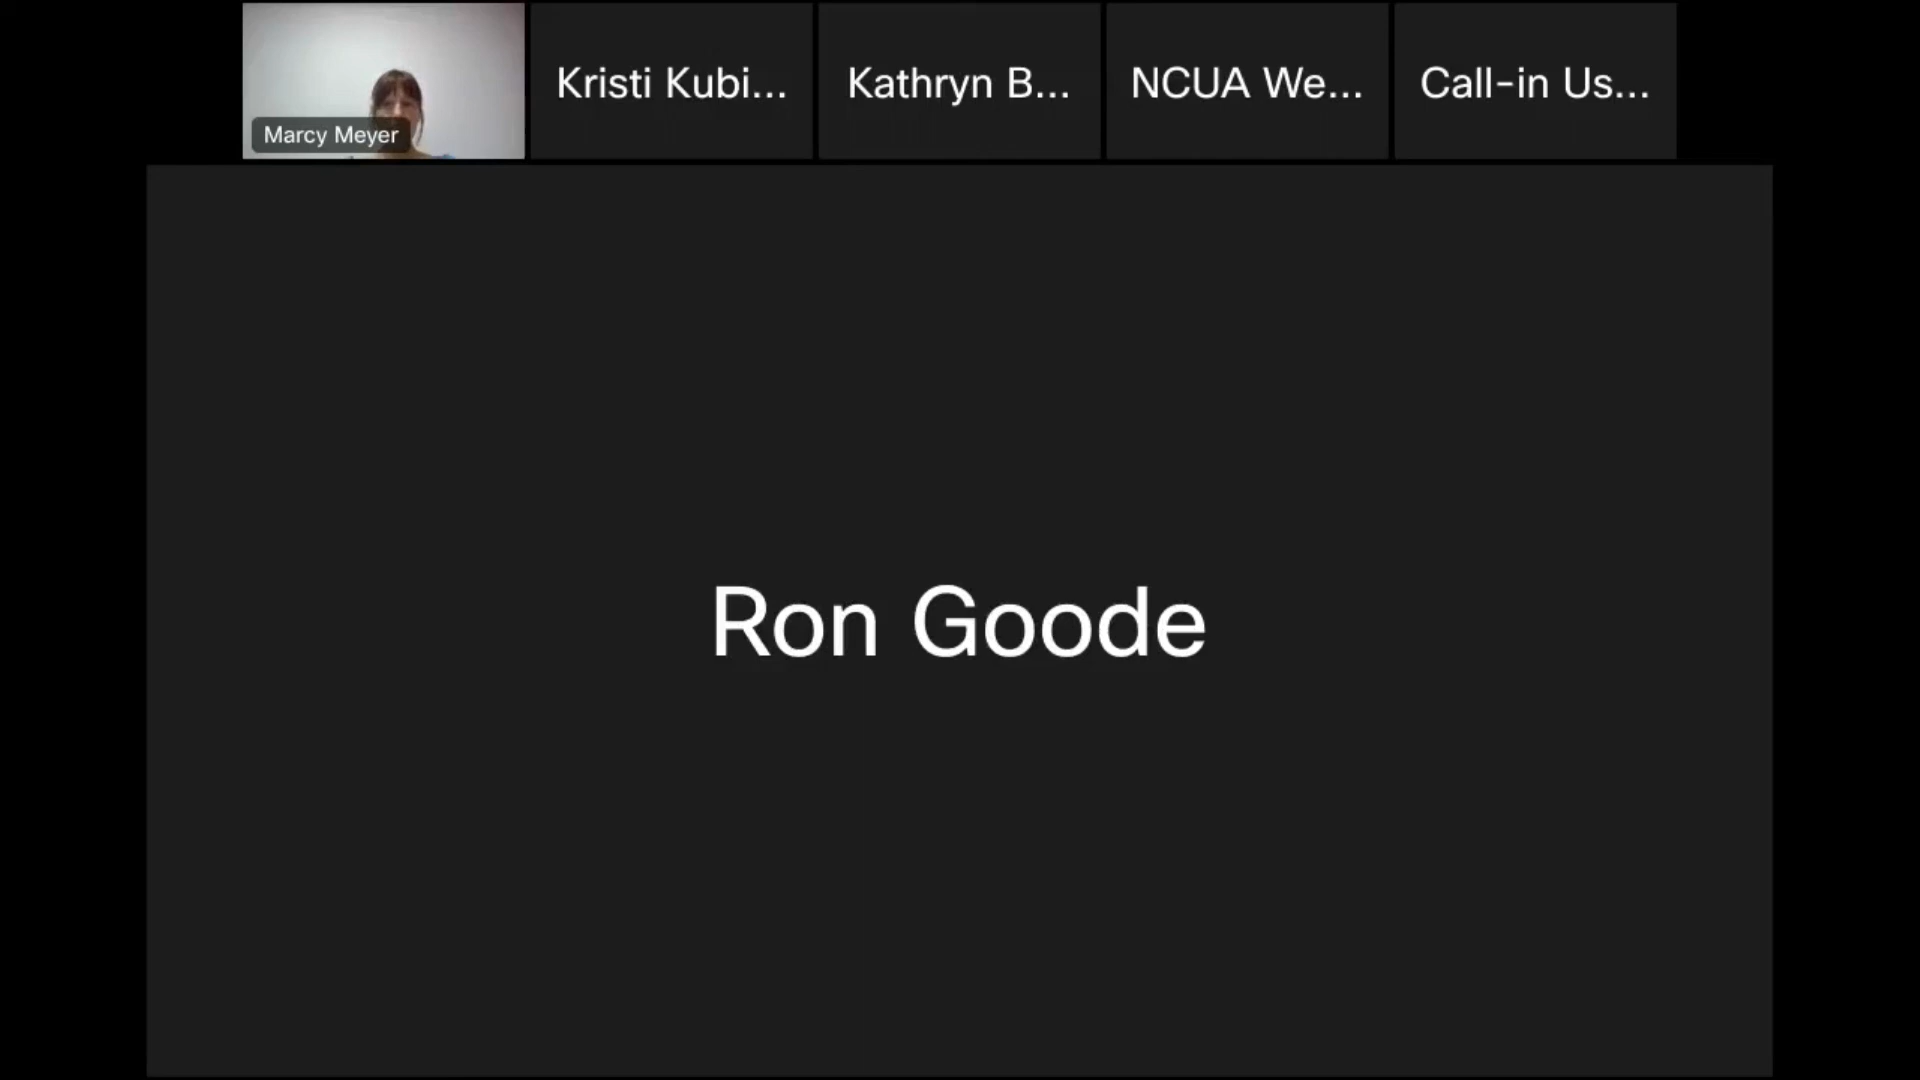 Marcy Meyer
Kristi Kubi...
Kathryn B...
NCUA We...
Call-in Us...
Ron Goode